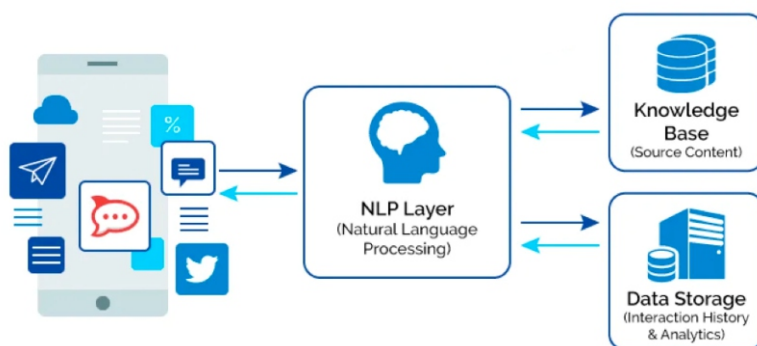 %
NLP Layer
(Natural Language
Processing)
Knowledge
Base
(Source Content)
Data Storage
(Interaction History
& Analytics)